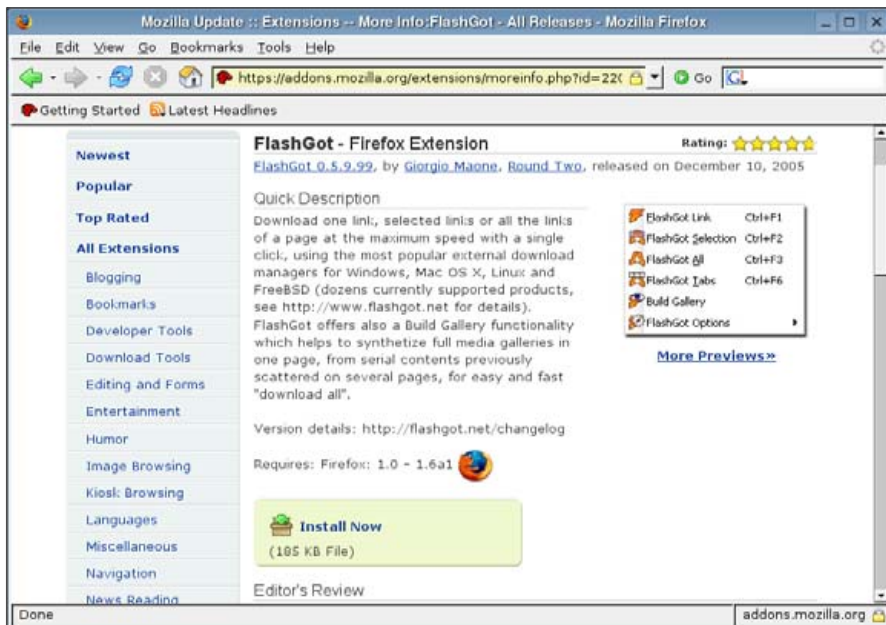 Mozilla Update :: Extensions -- More Info:FlashGot - All Releases - Mozilla Firefox
File Edit View Go Bookmarks Tools Help
https://addons.mozilla.org/extensions/moreinfo.php?id=220 Go
Getting Started Latest Headlines
Newest
Popular
Top Rated
All Extensions
Blogging
Bookmarks
Developer Tools
Download Tools
Editing and Forms
Entertainment
Humor
Image Browsing
Kiosk Browsing
Languages
Miscellaneous
Navigation
News Reading
FlashGot - Firefox Extension
Rating:
FlashGot 0.5.9.99, by Giorgio Maone, Round Two, released on December 10, 2005
Quick Description
Download one link, selected links or all the links
of a page at the maximum speed with a single
click, using the most popular external download
managers for Windows, Mac OS X, Linux and
FreeBSD (dozens currently supported products,
see http://www.flashgot.net for details).
FlashGot offers also a Build Gallery functionality
which helps to synthetize full media galleries in
one page, from serial contents previously
scattered on several pages, for easy and fast
"download all".
Version details: http://flashgot.net/changelog
Requires: Firefox: 1.0 - 1.6a1
Install Now
(185 KB File)
Editor's Review
FlashGot Link Ctrl+F1
FlashGot Selection Ctrl+F2
FlashGot All Ctrl+F3
FlashGot Tabs Ctrl+F6
Build Gallery
FlashGot Options
More Previews»
Done
addons.mozilla.org